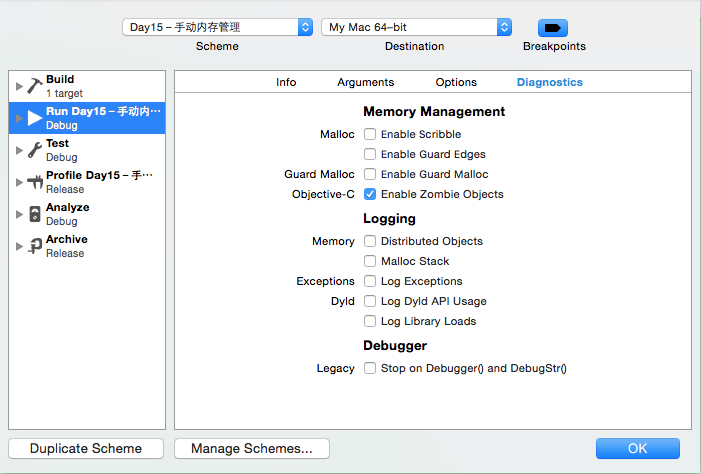 Day15 – 手动内存管理
My Mac 64-bit
Scheme
Destination
Breakpoints
Build
1 target
Run Day15 – 手动内…
Debug
Test
Debug
Profile Day15 – 手…
Release
Analyze
Debug
Archive
Release
Info Arguments Options Diagnostics
Memory Management
Malloc Enable Scribble
Enable Guard Edges
Guard Malloc Enable Guard Malloc
Objective-C Enable Zombie Objects
Logging
Memory Distributed Objects
Malloc Stack
Exceptions Log Exceptions
Dyld Log Dyld API Usage
Log Library Loads
Debugger
Legacy Stop on Debugger() and DebugStr()
Duplicate Scheme
Manage Schemes...
OK